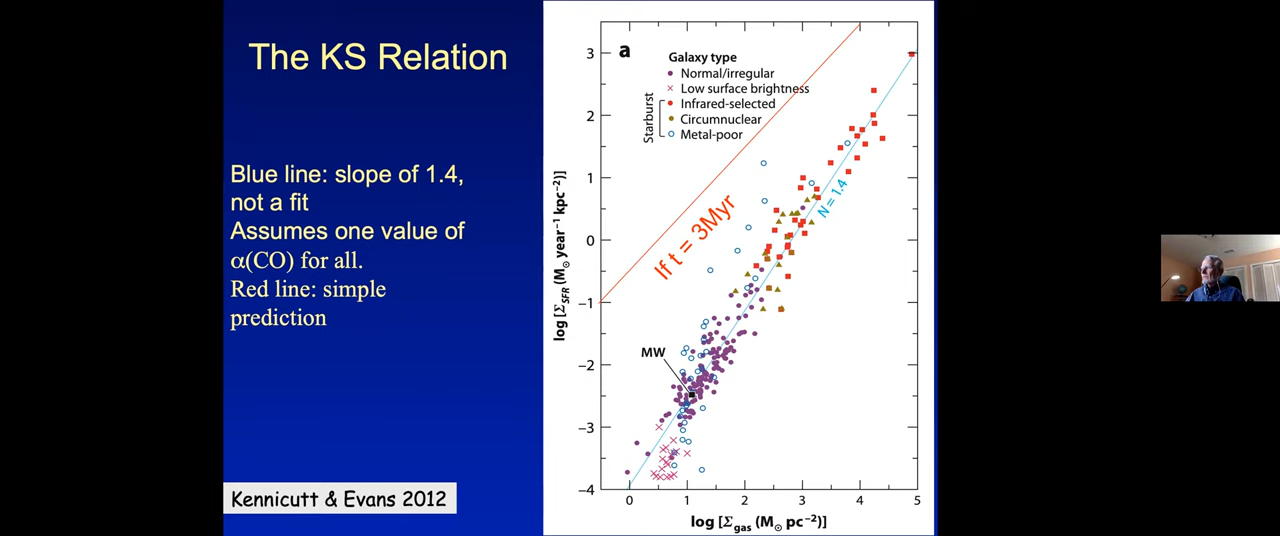 The KS Relation
Blue line: slope of 1.4,
not a fit
Assumes one value of
α(CO) for all.
Red line: simple
prediction
Kennicutt & Evans 2012
a
Galaxy type
Normal/irregular
Low surface brightness
Starburst
Infrared-selected
Circumnuclear
Metal-poor
If t = 3Myr
N = 1.4
MW
log [Σ_SFR (M⊙ year⁻¹ kpc⁻²)]
3
2
1
0
−1
−2
−3
−4
0
1
2
3
4
5
log [Σ_gas (M⊙ pc⁻²)]